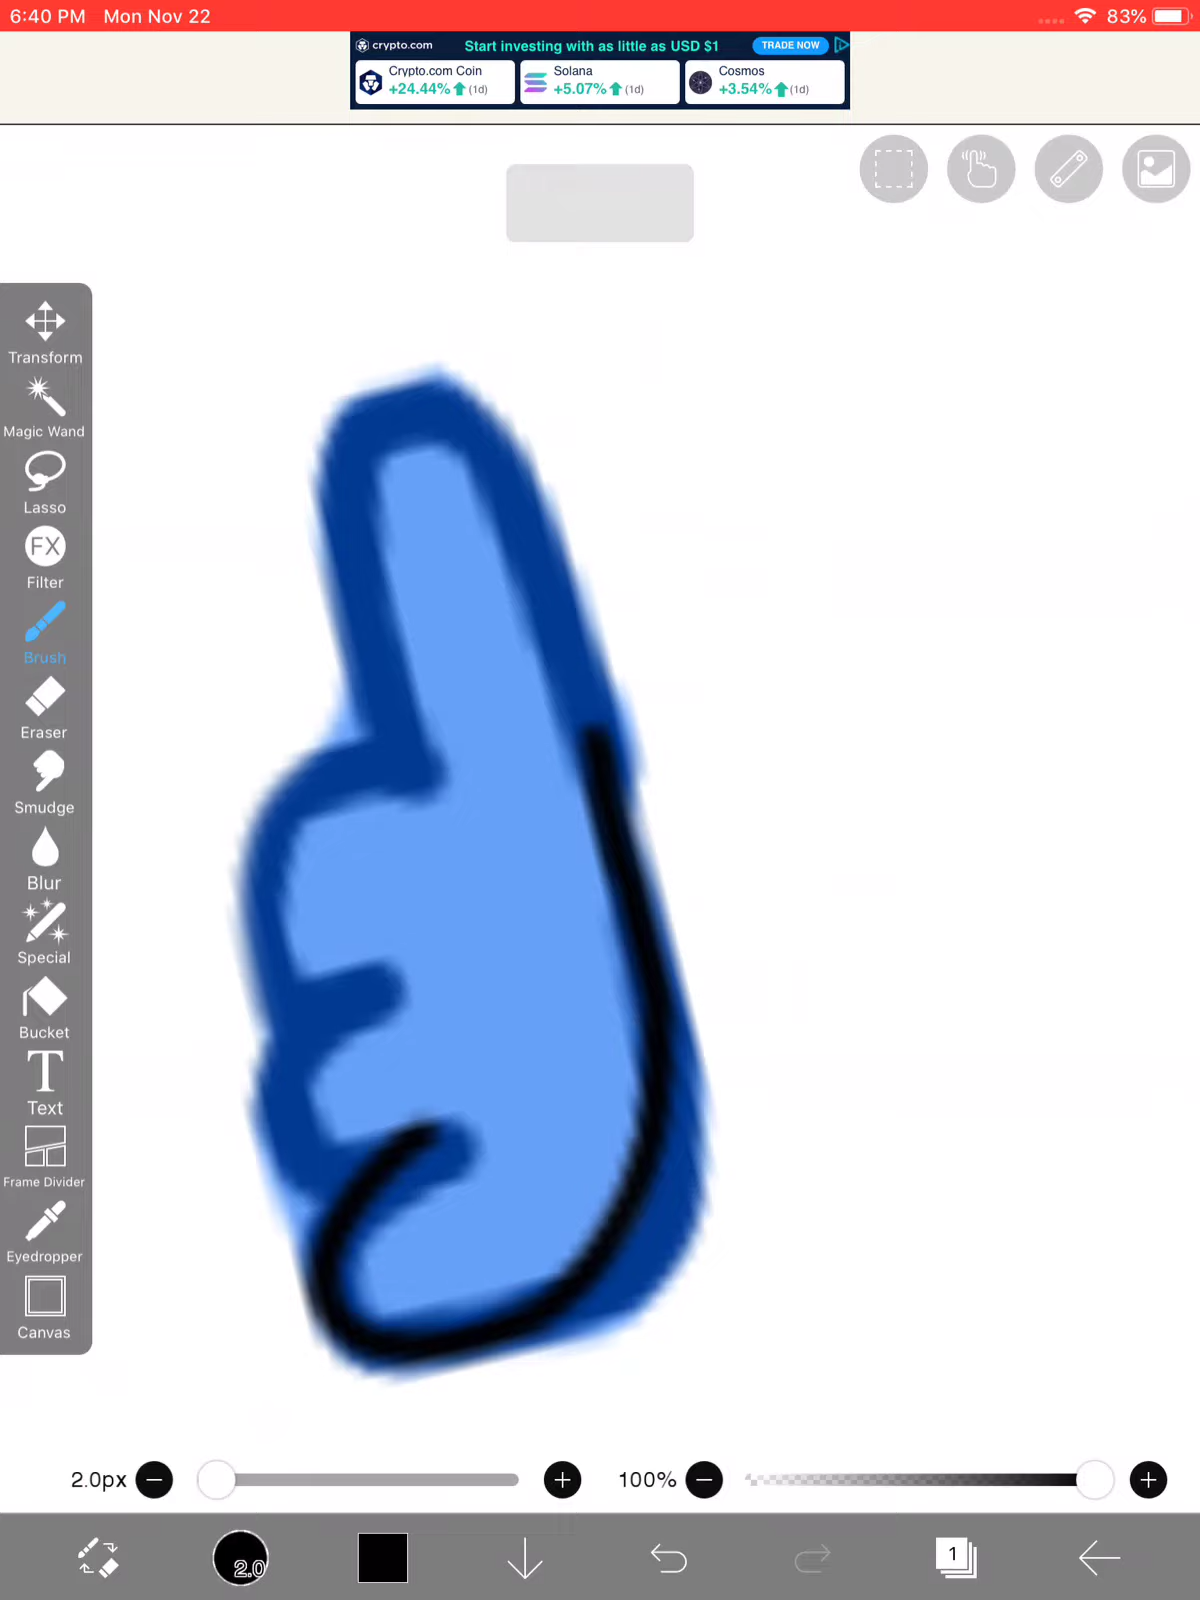 6:40 PM Mon Nov 22 83%
crypto.com Start investing with as little as USD $1 TRADE NOW
Crypto.com Coin
+24.44% (1d)
Solana
+5.07% (1d)
Cosmos
+3.54% (1d)
Transform
Magic Wand
Lasso
FX
Filter
Brush
Eraser
Smudge
Blur
Special
Bucket
T
Text
Frame Divider
Eyedropper
Canvas
2.0px 100%
2.0 1